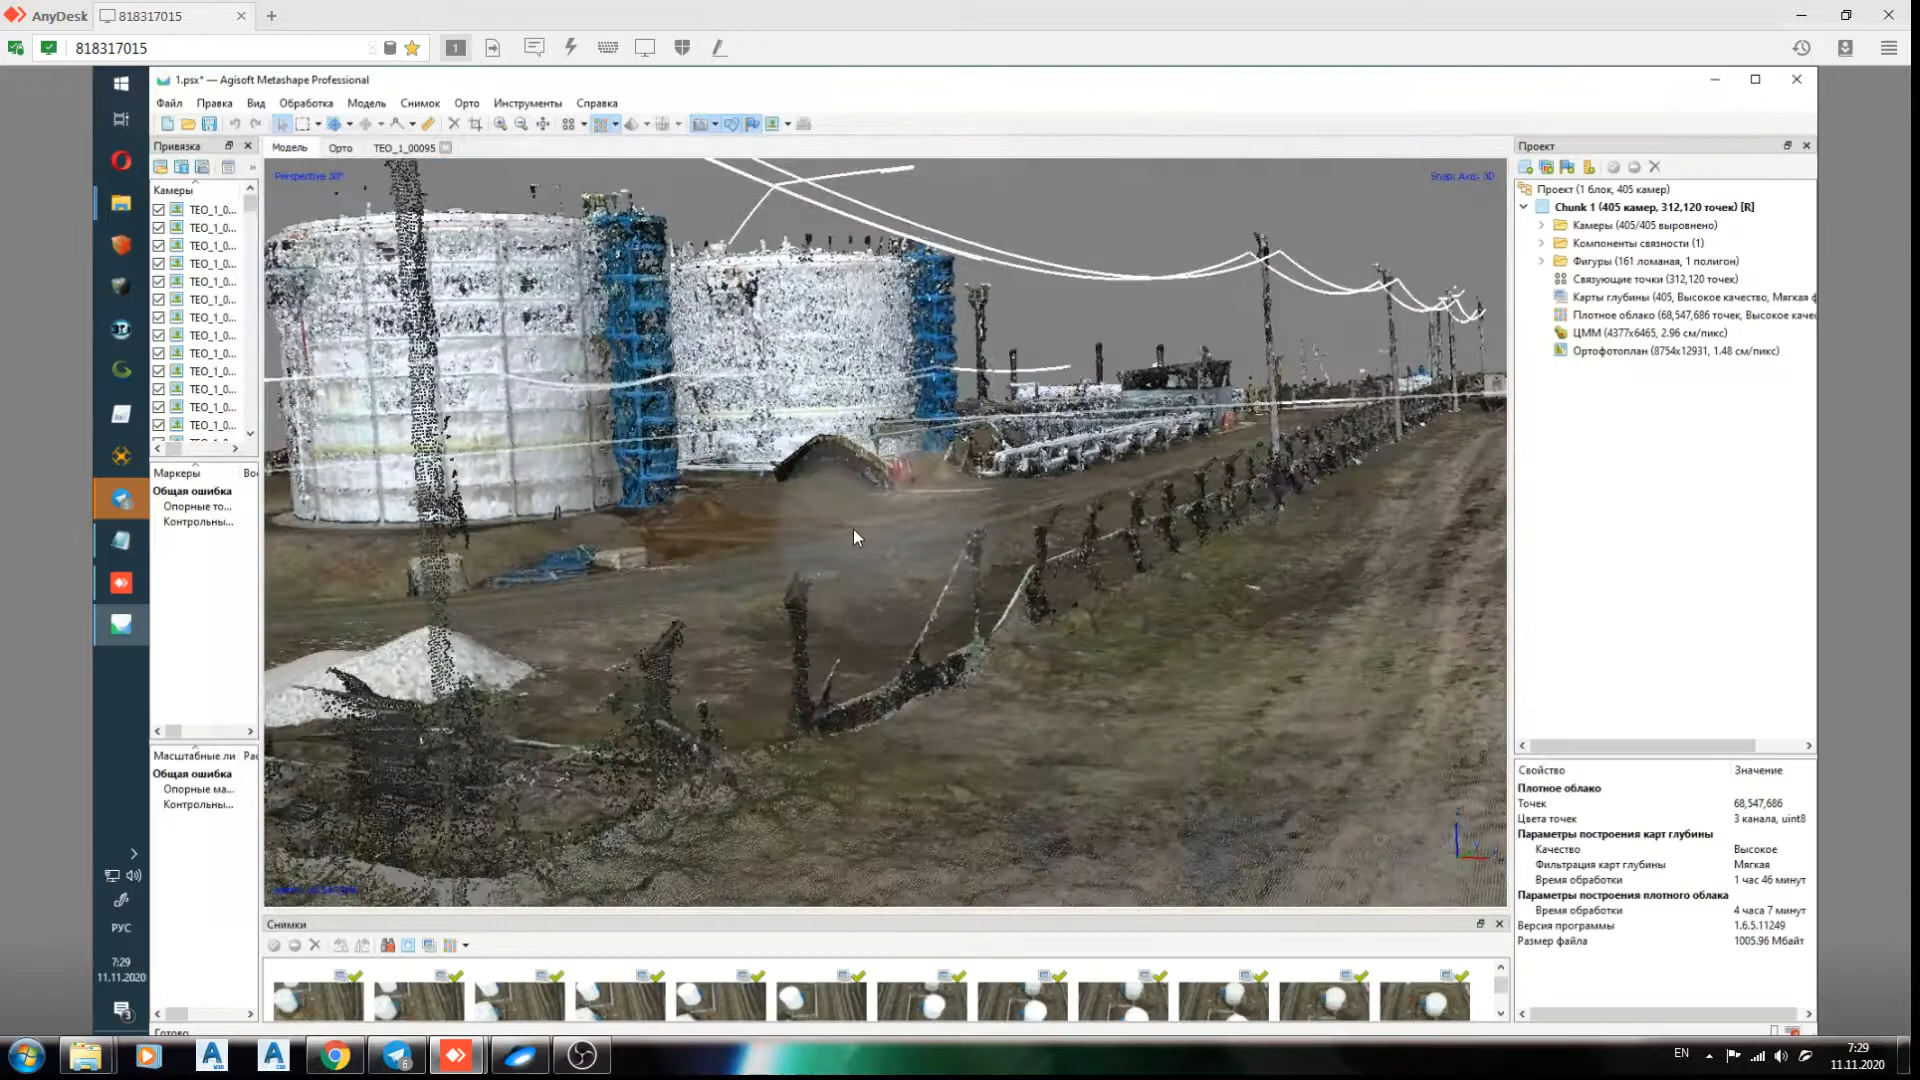 AnyDesk
818317015
818317015
1
1.psx* — Agisoft Metashape Professional
Файл Правка Вид Обработка Модель Снимок Орто Инструменты Справка
Привязка
Модель Орто TEO_1_00095
Проект
Камеры
TEO_1_0...
TEO_1_0...
TEO_1_0...
TEO_1_0...
TEO_1_0...
TEO_1_0...
TEO_1_0...
TEO_1_0...
TEO_1_0...
TEO_1_0...
TEO_1_0...
TEO_1_0...
TEO_1_0...
Маркеры Вос
Общая ошибка
Опорные то...
Контрольны...
Масштабные ли Рас
Общая ошибка
Опорные ма...
Контрольны...
Perspective 30°
Snap: Axis, 3D
Проект (1 блок, 405 камер)
Chunk 1 (405 камер, 312,120 точек) [R]
Камеры (405/405 выровнено)
Компоненты связности (1)
Фигуры (161 ломаная, 1 полигон)
Связующие точки (312,120 точек)
Карты глубины (405, Высокое качество, Мягкая ф
Плотное облако (68,547,686 точек, Высокое каче
ЦММ (4377x6465, 2.96 см/пикс)
Ортофотоплан (8754x12931, 1.48 см/пикс)
Свойство Значение
Плотное облако
Точек 68,547,686
Цвета точек 3 канала, uint8
Параметры построения карт глубины
Качество Высокое
Фильтрация карт глубины Мягкая
Время обработки 1 час 46 минут
Параметры построения плотного облака
Время обработки 4 часа 7 минут
Версия программы 1.6.5.11249
Размер файла 1005.96 Мбайт
Снимки
Готово
РУС
7:29
11.11.2020
3
EN
7:29
11.11.2020